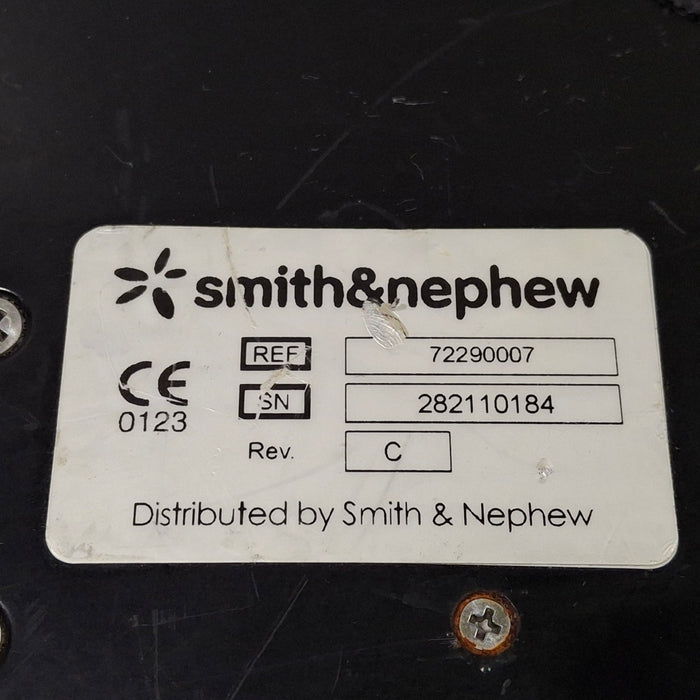 smith&nephew
REF 72290007
CE SN 282110184
0123
Rev. C
Distributed by Smith & Nephew